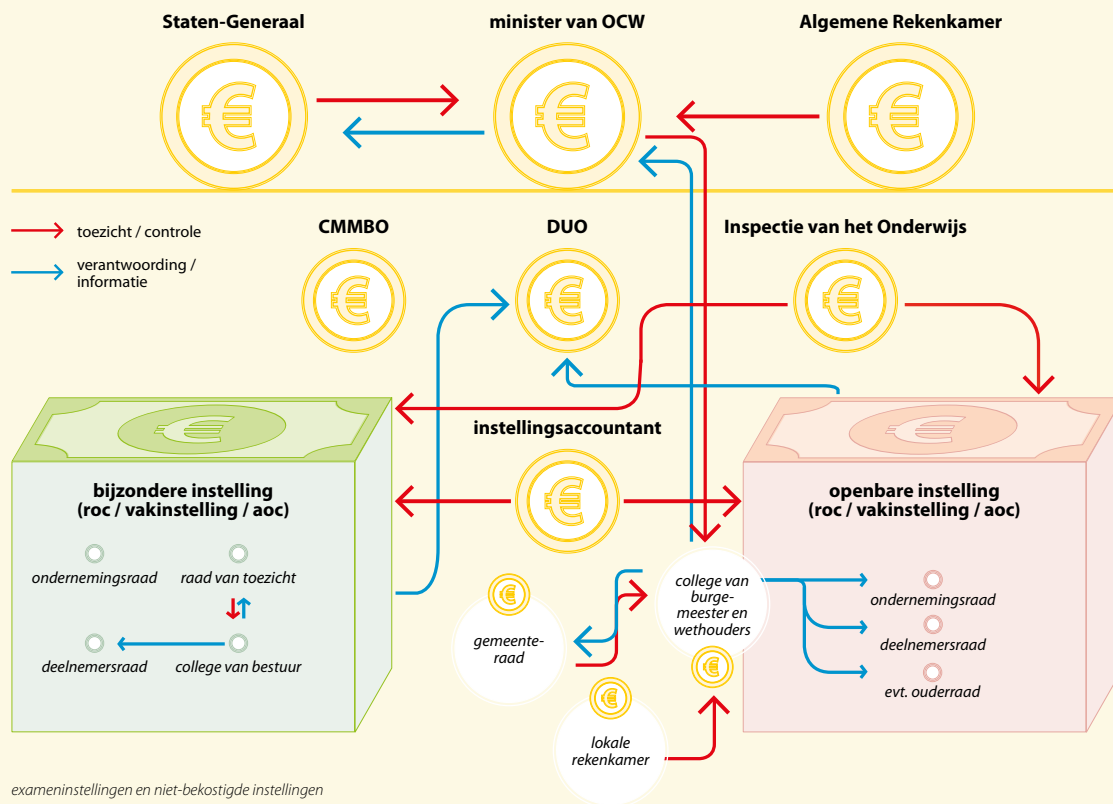 Staten-Generaal
minister van OCW
Algemene Rekenkamer
toezicht / controle
verantwoording /
informatie
CMMBO
DUO
Inspectie van het Onderwijs
instellingsaccountant
bijzondere instelling
(roc / vakinstelling / aoc)
ondernemingsraad
raad van toezicht
deelnemersraad
college van bestuur
openbare instelling
(roc / vakinstelling / aoc)
college van
burge-
meester en
wethouders
ondernemingsraad
deelnemersraad
evt. ouderraad
gemeente-
raad
lokale
rekenkamer
exameninstellingen en niet-bekostigde instellingen